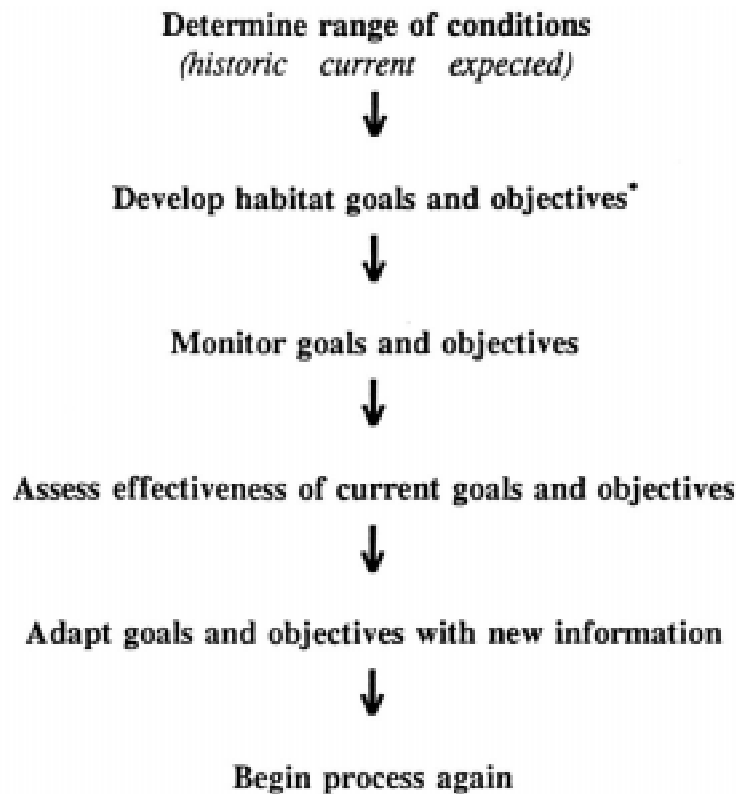 Determine range of conditions
(historic current expected)
Develop habitat goals and objectives*
Monitor goals and objectives
Assess effectiveness of current goals and objectives
Adapt goals and objectives with new information
Begin process again